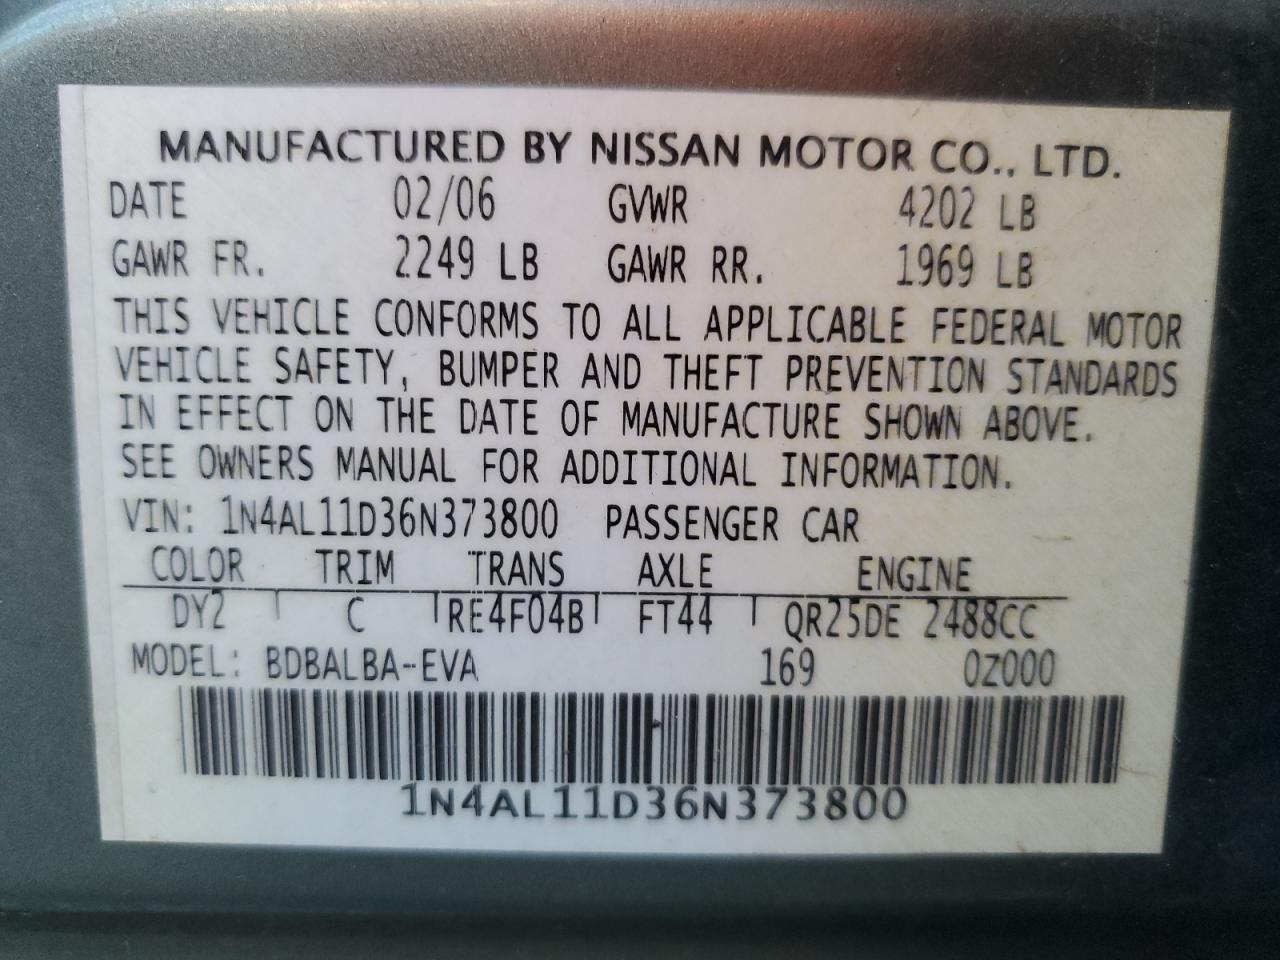 MANUFACTURED BY NISSAN MOTOR CO., LTD.
DATE 02/06 GVWR 4202 LB
GAWR FR. 2249 LB GAWR RR. 1969 LB
THIS VEHICLE CONFORMS TO ALL APPLICABLE FEDERAL MOTOR
VEHICLE SAFETY, BUMPER AND THEFT PREVENTION STANDARDS
IN EFFECT ON THE DATE OF MANUFACTURE SHOWN ABOVE.
SEE OWNERS MANUAL FOR ADDITIONAL INFORMATION.
VIN: 1N4AL11D36N373800 PASSENGER CAR
COLOR TRIM TRANS AXLE ENGINE
DY2 C RE4F04B FT44 QR25DE 2488CC
MODEL: BDBALBA-EVA 169 0Z000
1N4AL11D36N373800